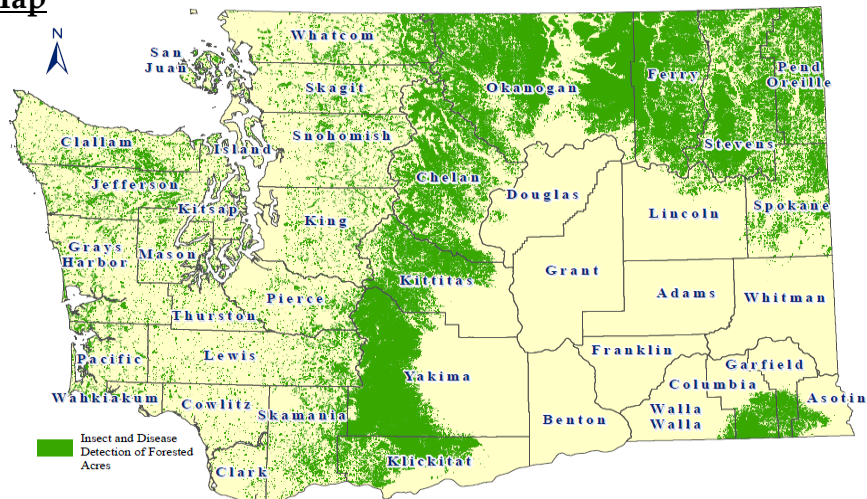 Map
N
Whatcom
San
Juan
Skagit
Okanogan
Ferry
Pend
Oreille
Clallam
Island
Snohomish
Stevens
Jefferson
Chelan
Kitsap
Douglas
King
Lincoln
Spokane
Grays
Harbor
Mason
Kittitas
Grant
Adams
Whitman
Pierce
Thurston
Pacific
Lewis
Yakima
Franklin
Garfield
Columbia
Wahkiakum
Cowlitz
Skamania
Walla
Walla
Asotin
Benton
Insect and Disease
Detection of Forested
Acres
Clark
Klickitat